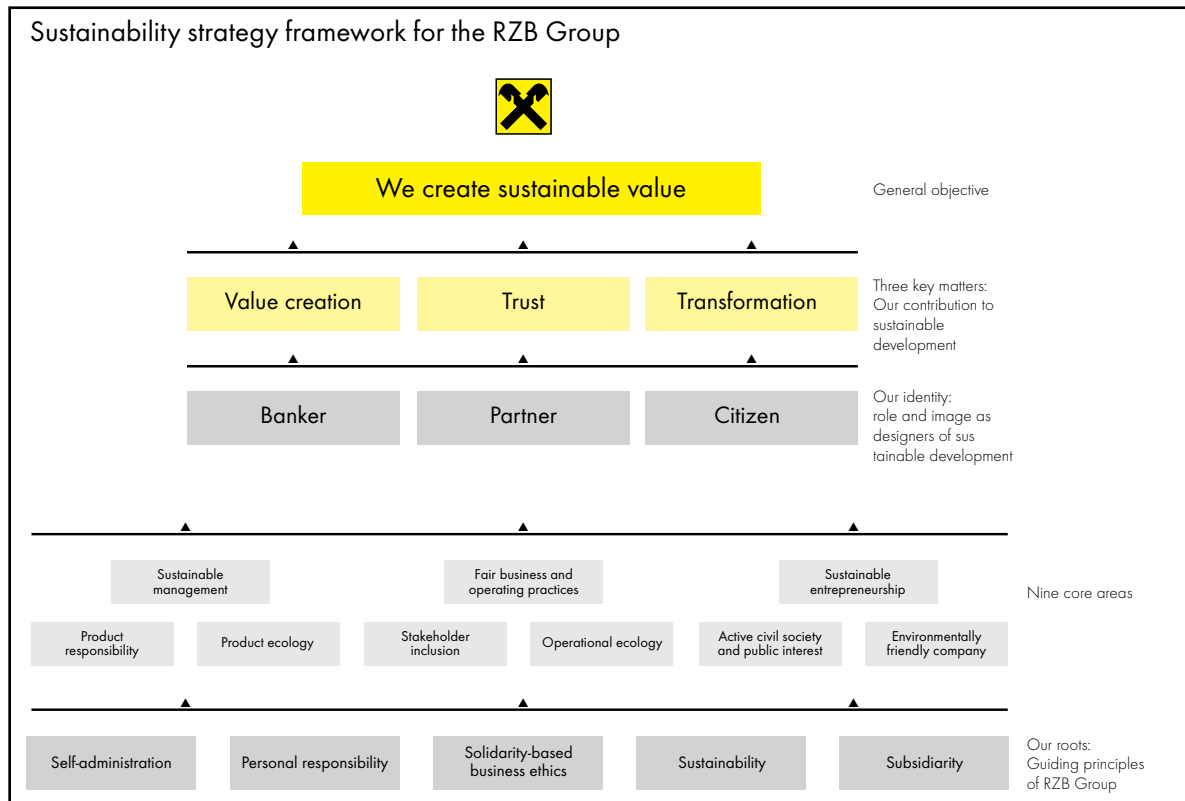 Sustainability strategy framework for the RZB Group
We create sustainable value
General objective
Value creation
Trust
Transformation
Three key matters:
Our contribution to
sustainable
development
Banker
Partner
Citizen
Our identity:
role and image as
designers of sus
tainable development
Sustainable
management
Fair business and
operating practices
Sustainable
entrepreneurship
Nine core areas
Product
responsibility
Product ecology
Stakeholder
inclusion
Operational ecology
Active civil society
and public interest
Environmentally
friendly company
Self-administration
Personal responsibility
Solidarity-based
business ethics
Sustainability
Subsidiarity
Our roots:
Guiding principles
of RZB Group